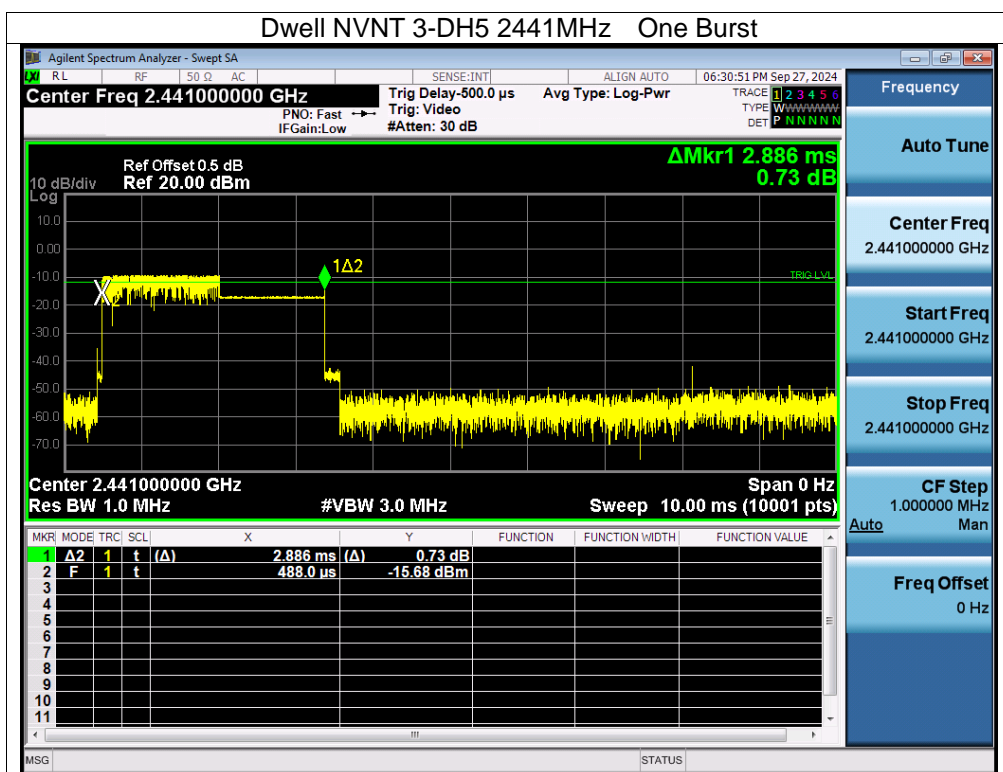 Dwell NVNT 3-DH5 2441MHz    One Burst
Agilent Spectrum Analyzer - Swept SA
LXI RL RF 50 Ω AC SENSE:INT ALIGN AUTO 06:30:51 PM Sep 27, 2024
Center Freq 2.441000000 GHz Trig Delay-500.0 µs Avg Type: Log-Pwr TRACE 1 2 3 4 5 6
PNO: Fast Trig: Video TYPE WWWWWWW
IFGain:Low #Atten: 30 dB DET P N N N N N
ΔMkr1 2.886 ms
0.73 dB
Ref Offset 0.5 dB
10 dB/div Ref 20.00 dBm
Log
10.0
0.00
-10.0
-20.0
-30.0
-40.0
-50.0
-60.0
-70.0
1Δ2
TRIG LVL
2
Center 2.441000000 GHz Span 0 Hz
Res BW 1.0 MHz #VBW 3.0 MHz Sweep 10.00 ms (10001 pts)
MKR MODE TRC SCL X Y FUNCTION FUNCTION WIDTH FUNCTION VALUE
1 Δ2 1 t (Δ) 2.886 ms (Δ) 0.73 dB
2 F 1 t 488.0 µs -15.68 dBm
3
4
5
6
7
8
9
10
11
MSG STATUS
Frequency
Auto Tune
Center Freq
2.441000000 GHz
Start Freq
2.441000000 GHz
Stop Freq
2.441000000 GHz
CF Step
1.000000 MHz
Auto Man
Freq Offset
0 Hz